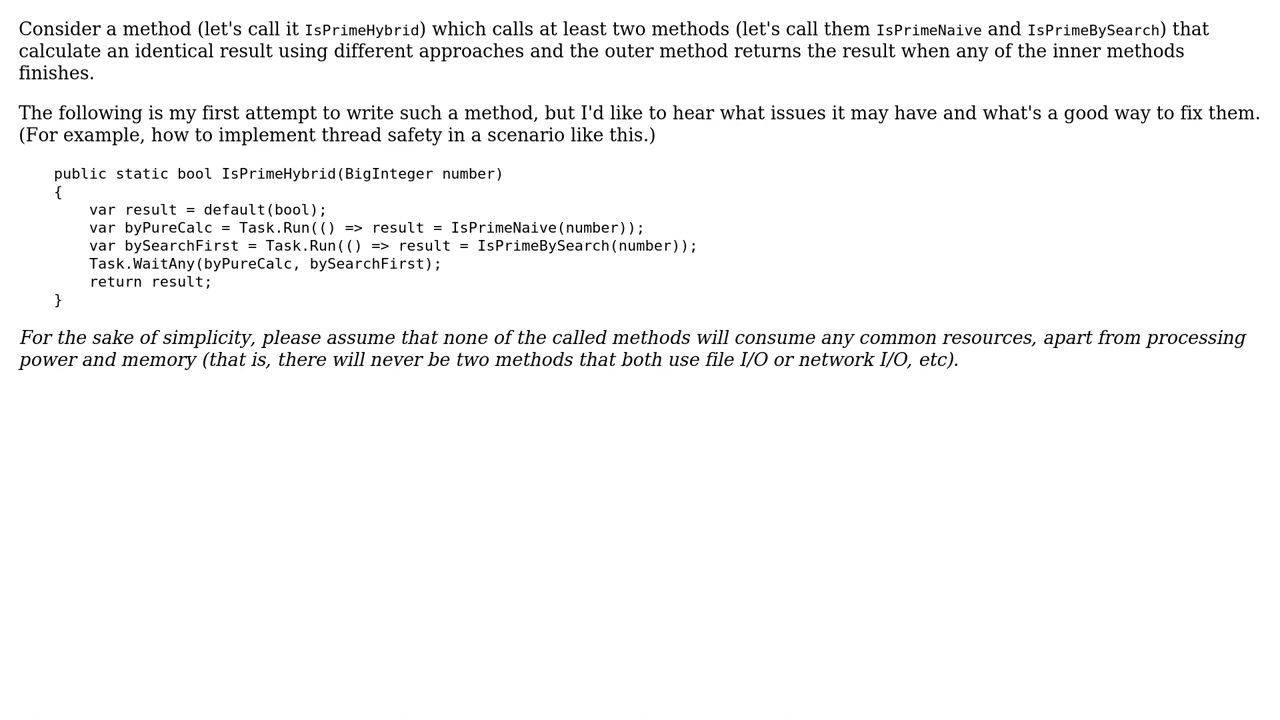 Consider a method (let's call it IsPrimeHybrid) which calls at least two methods (let's call them IsPrimeNaive and IsPrimeBySearch) that
calculate an identical result using different approaches and the outer method returns the result when any of the inner methods
finishes.
The following is my first attempt to write such a method, but I'd like to hear what issues it may have and what's a good way to fix them.
(For example, how to implement thread safety in a scenario like this.)
public static bool IsPrimeHybrid(BigInteger number)
{
    var result = default(bool);
    var byPureCalc = Task.Run(() => result = IsPrimeNaive(number));
    var bySearchFirst = Task.Run(() => result = IsPrimeBySearch(number));
    Task.WaitAny(byPureCalc, bySearchFirst);
    return result;
}
For the sake of simplicity, please assume that none of the called methods will consume any common resources, apart from processing
power and memory (that is, there will never be two methods that both use file I/O or network I/O, etc).